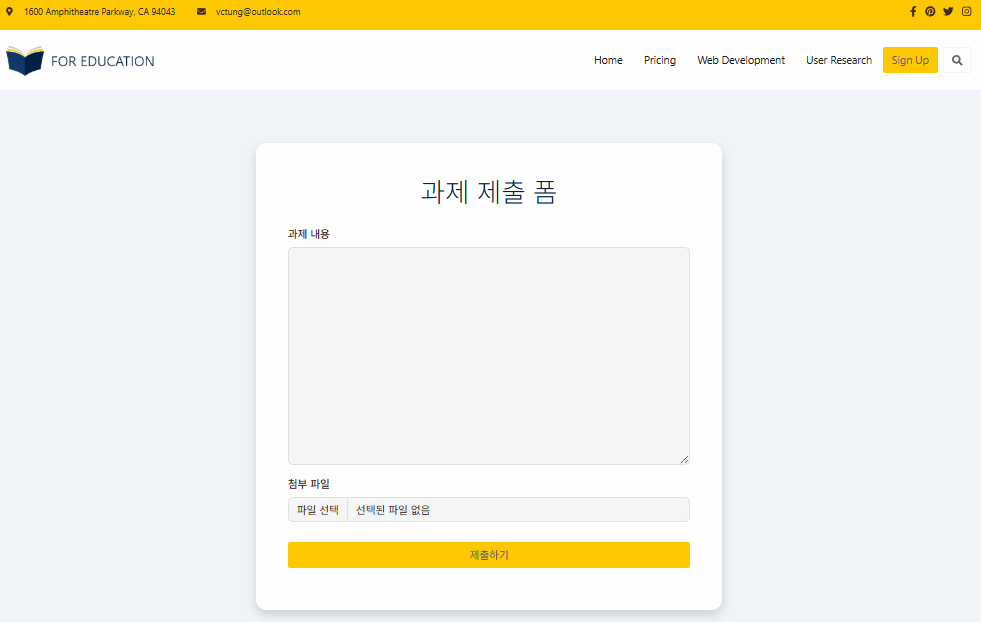 1600 Amphitheatre Parkway, CA 94043 vctung@outlook.com
FOR EDUCATION Home Pricing Web Development User Research Sign Up
과제 제출 폼
과제 내용
첨부 파일
파일 선택 선택된 파일 없음
제출하기